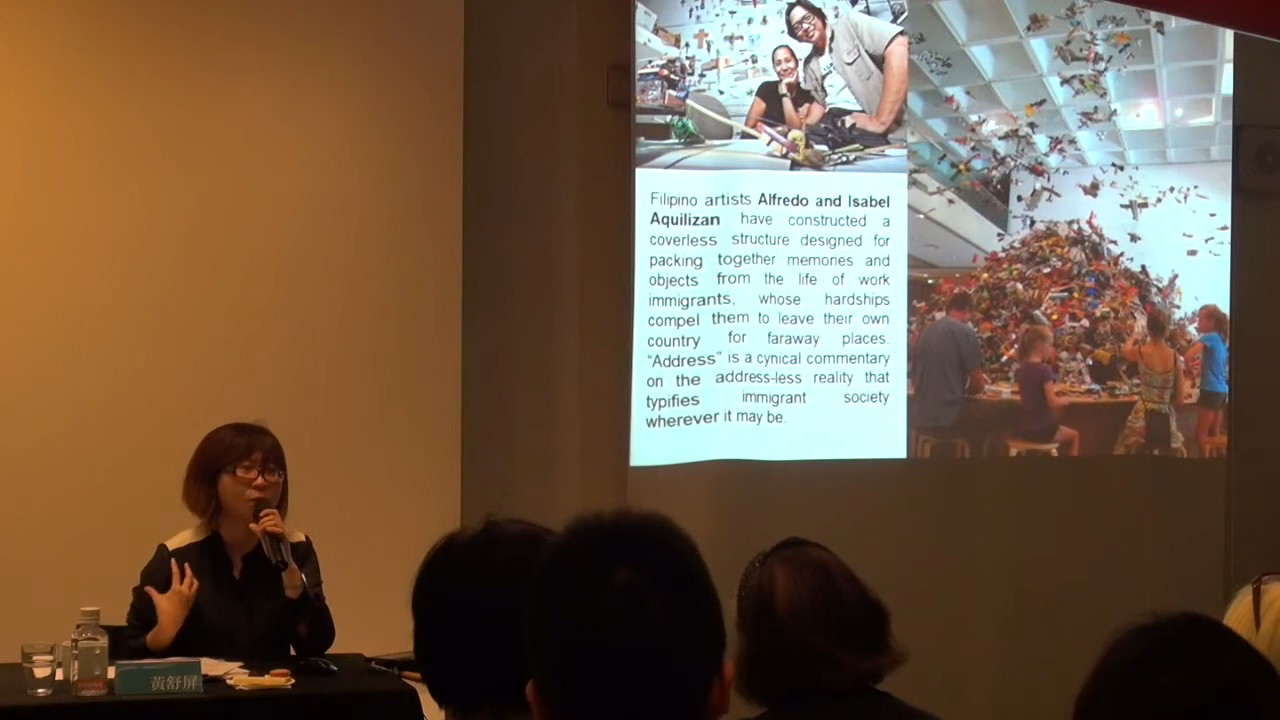 Filipino artists Alfredo and Isabel
Aquilizan have constructed a
coverless structure designed for
packing together memories and
objects from the life of work
immigrants, whose hardships
compel them to leave their own
country for faraway places.
“Address” is a cynical commentary
on the address-less reality that
typifies immigrant society
wherever it may be.
黃舒屏